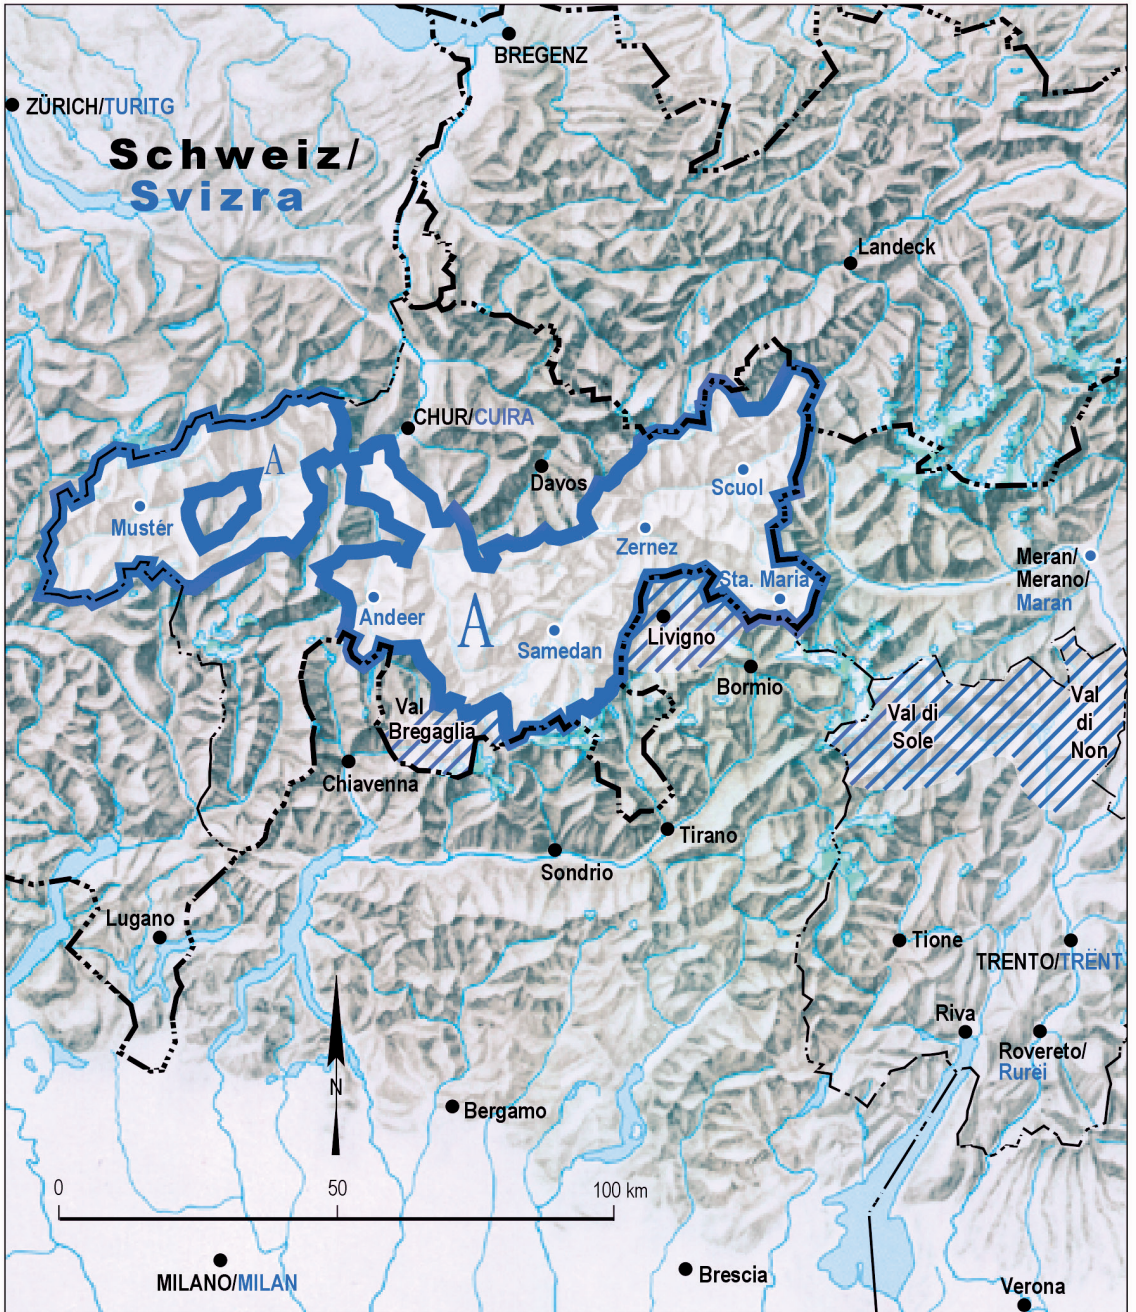 BREGENZ
ZÜRICH/TURITG
Schweiz/
Svizra
Landeck
CHUR/CUIRA
A
Davos
Scuol
Mustér
Zernez
Meran/
Merano/
Maran
Sta. Maria
Andeer
A
Samedan
Livigno
Bormio
Val
Bregaglia
Val di
Sole
Val
di
Non
Chiavenna
Tirano
Sondrio
Lugano
Tione
TRENTO/TRËNT
Riva
Rovereto/
Rurëi
N
Bergamo
0 50 100 km
MILANO/MILAN
Brescia
Verona